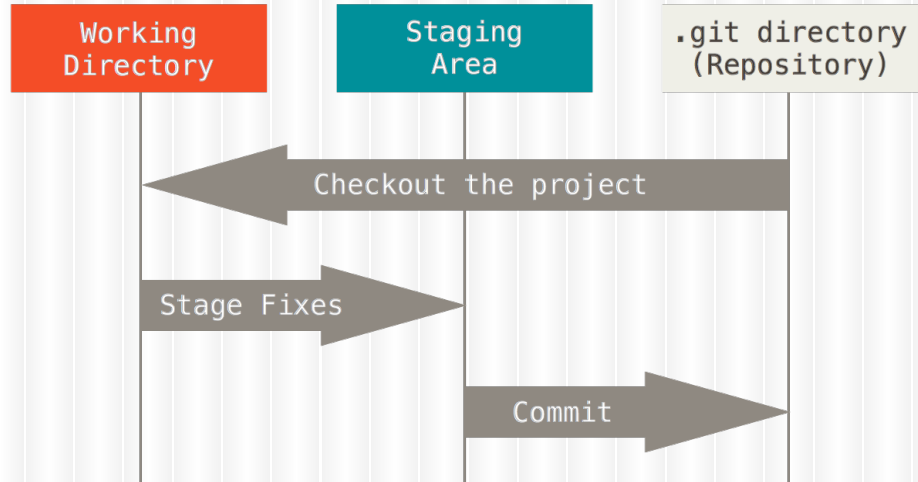 Working
Directory
Staging
Area
.git directory
(Repository)
Checkout the project
Stage Fixes
Commit